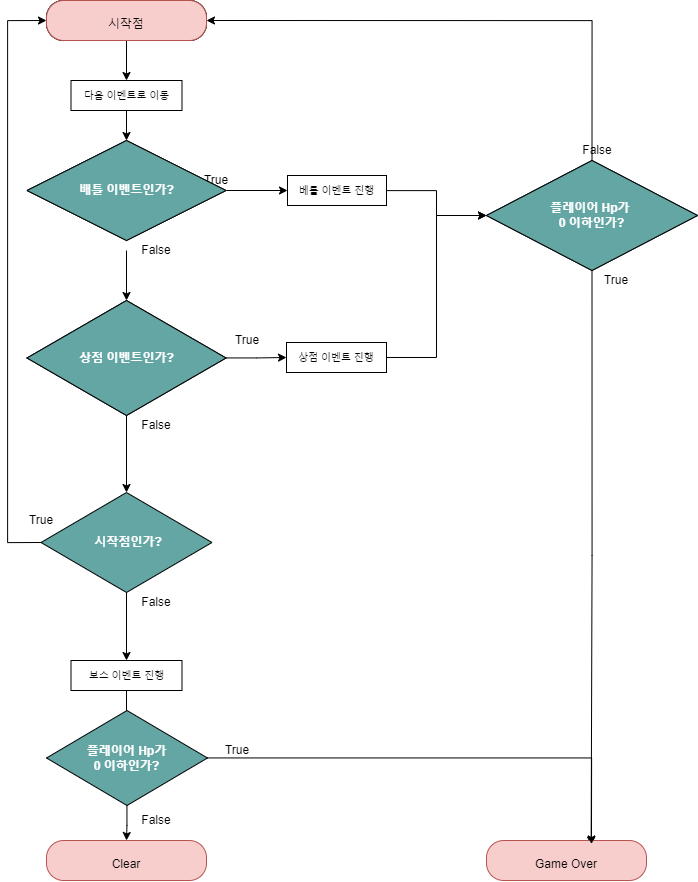 시작점
다음 이벤트로 이동
배틀 이벤트인가?
True
베틀 이벤트 진행
False
플레이어 Hp가
0 이하인가?
True
False
상점 이벤트인가?
True
상점 이벤트 진행
False
시작점인가?
True
False
보스 이벤트 진행
플레이어 Hp가
0 이하인가?
True
False
Clear
Game Over